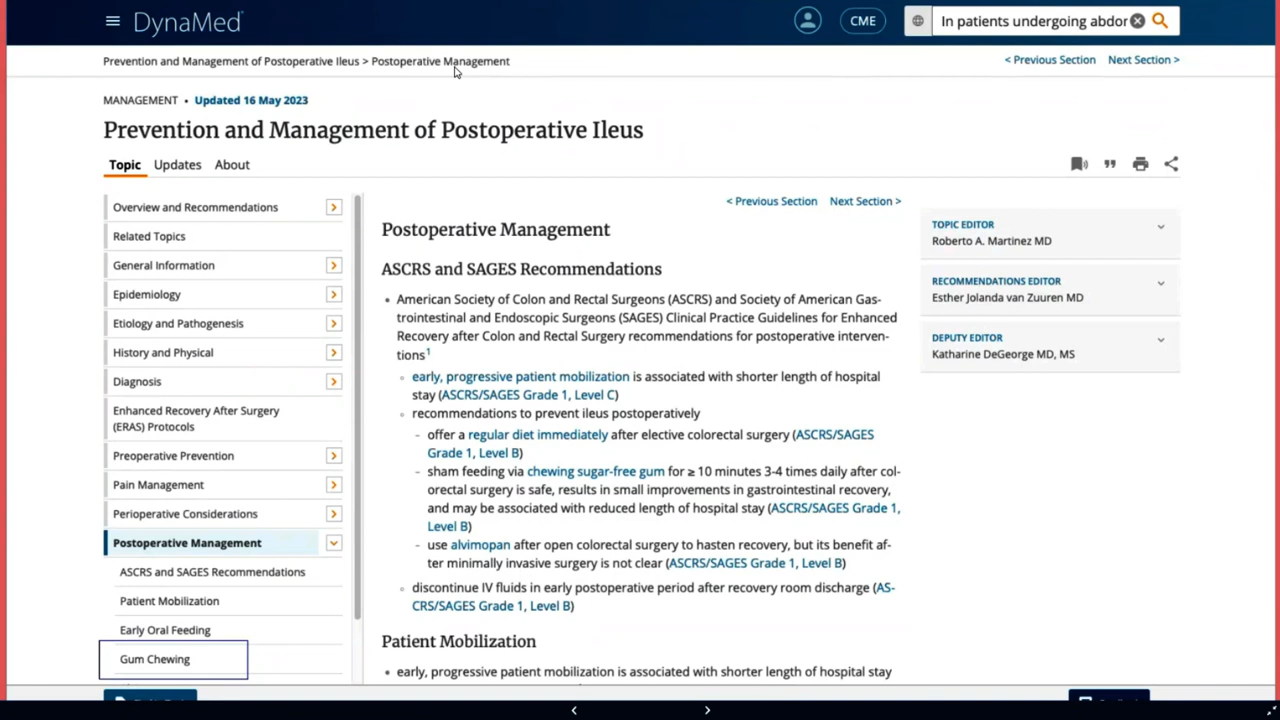 DynaMed
CME
In patients undergoing abdor
Prevention and Management of Postoperative Ileus > Postoperative Management
< Previous Section Next Section >
MANAGEMENT • Updated 16 May 2023
Prevention and Management of Postoperative Ileus
Topic Updates About
Overview and Recommendations
Related Topics
General Information
Epidemiology
Etiology and Pathogenesis
History and Physical
Diagnosis
Enhanced Recovery After Surgery
(ERAS) Protocols
Preoperative Prevention
Pain Management
Perioperative Considerations
Postoperative Management
ASCRS and SAGES Recommendations
Patient Mobilization
Early Oral Feeding
Gum Chewing
< Previous Section Next Section >
Postoperative Management
ASCRS and SAGES Recommendations
• American Society of Colon and Rectal Surgeons (ASCRS) and Society of American Gas-
trointestinal and Endoscopic Surgeons (SAGES) Clinical Practice Guidelines for Enhanced
Recovery after Colon and Rectal Surgery recommendations for postoperative interven-
tions1
early, progressive patient mobilization is associated with shorter length of hospital
stay (ASCRS/SAGES Grade 1, Level C)
recommendations to prevent ileus postoperatively
- offer a regular diet immediately after elective colorectal surgery (ASCRS/SAGES
Grade 1, Level B)
- sham feeding via chewing sugar-free gum for ≥ 10 minutes 3-4 times daily after col-
orectal surgery is safe, results in small improvements in gastrointestinal recovery,
and may be associated with reduced length of hospital stay (ASCRS/SAGES Grade 1,
Level B)
- use alvimopan after open colorectal surgery to hasten recovery, but its benefit af-
ter minimally invasive surgery is not clear (ASCRS/SAGES Grade 1, Level B)
discontinue IV fluids in early postoperative period after recovery room discharge (AS-
CRS/SAGES Grade 1, Level B)
Patient Mobilization
• early, progressive patient mobilization is associated with shorter length of hospital stay
TOPIC EDITOR
Roberto A. Martinez MD
RECOMMENDATIONS EDITOR
Esther Jolanda van Zuuren MD
DEPUTY EDITOR
Katharine DeGeorge MD, MS